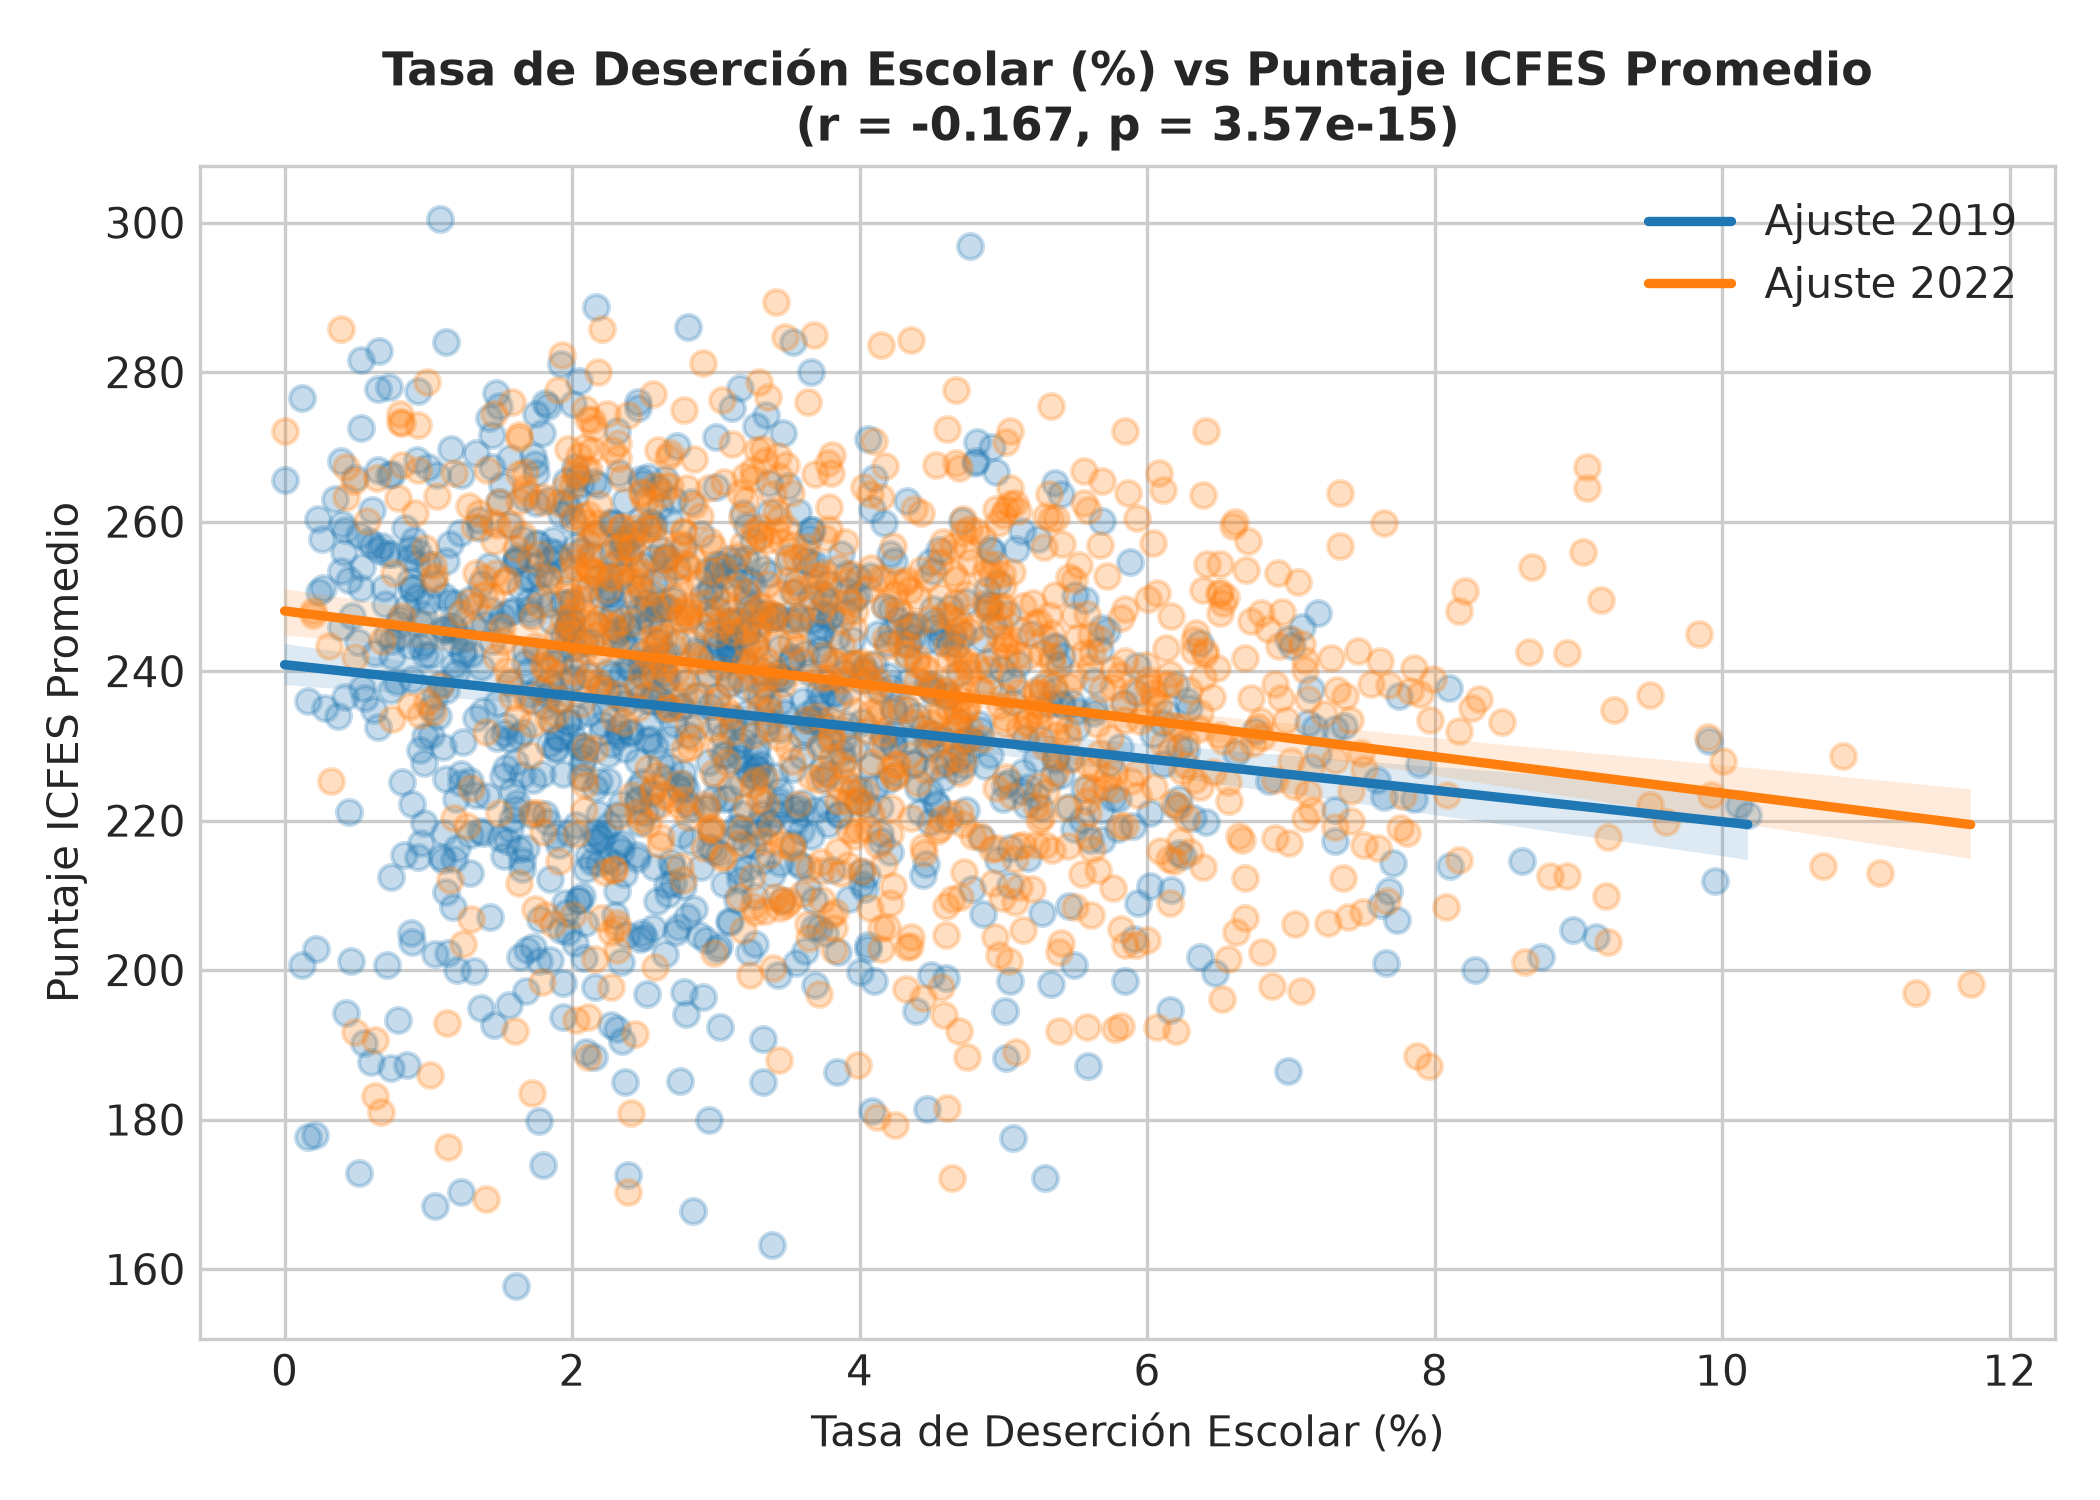 Tasa de Deserción Escolar (%) vs Puntaje ICFES Promedio
(r = -0.167, p = 3.57e-15)
Ajuste 2019
Ajuste 2022
Puntaje ICFES Promedio
300
280
260
240
220
200
180
160
0 2 4 6 8 10 12
Tasa de Deserción Escolar (%)